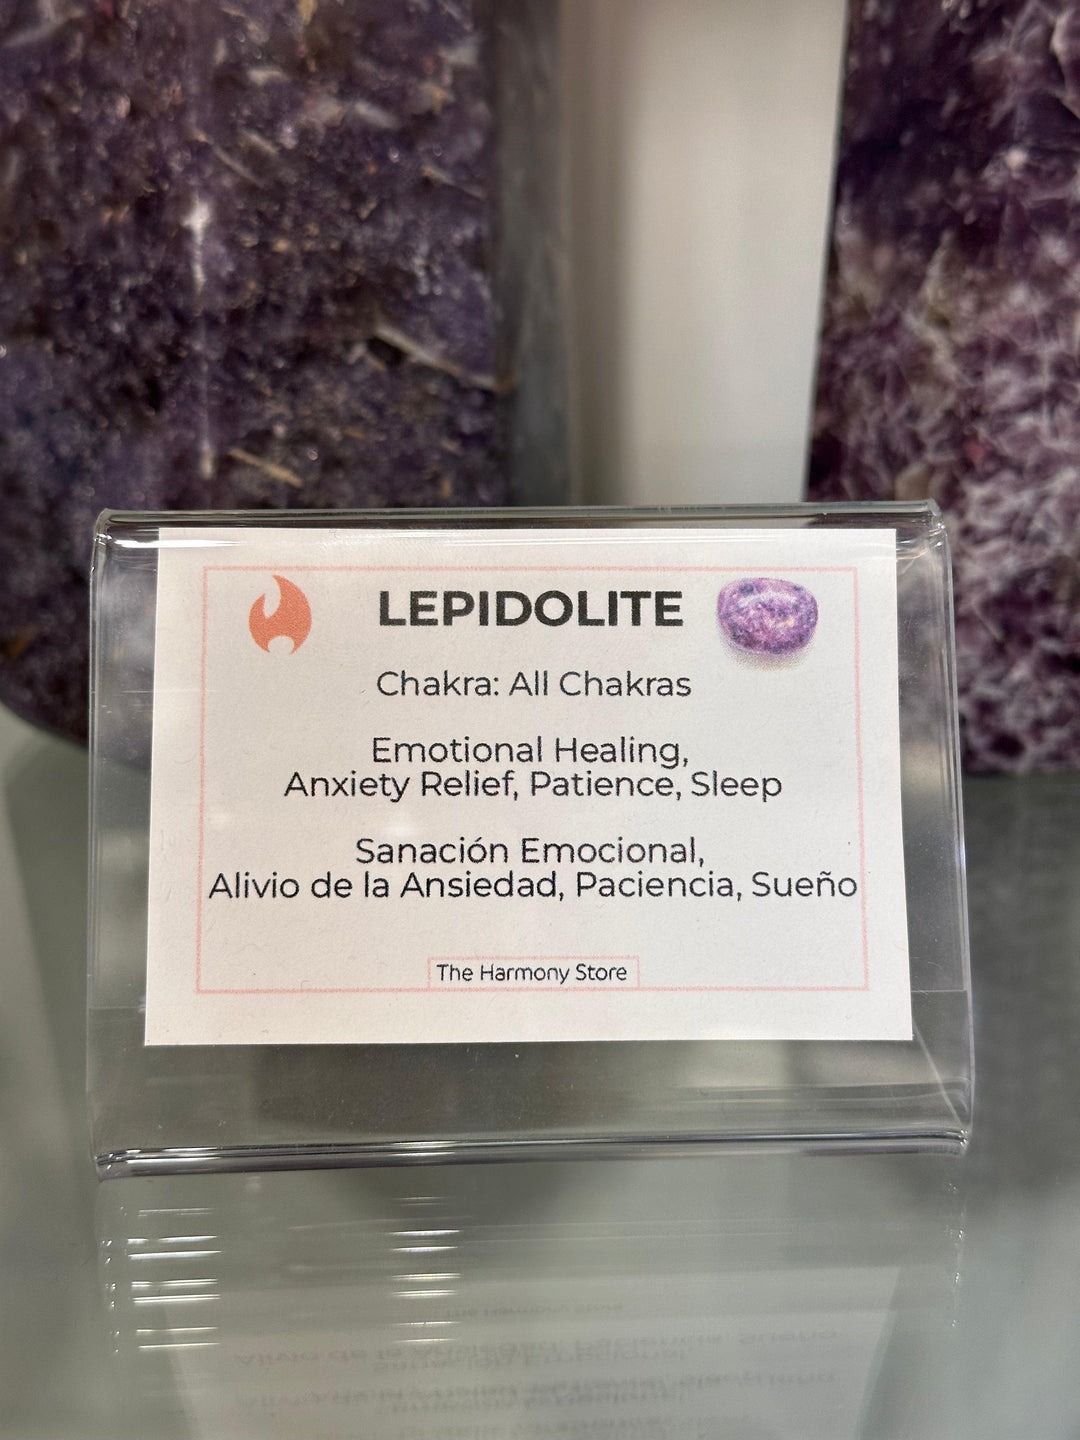 LEPIDOLITE
Chakra: All Chakras
Emotional Healing,
Anxiety Relief, Patience, Sleep
Sanación Emocional,
Alivio de la Ansiedad, Paciencia, Sueño
The Harmony Store